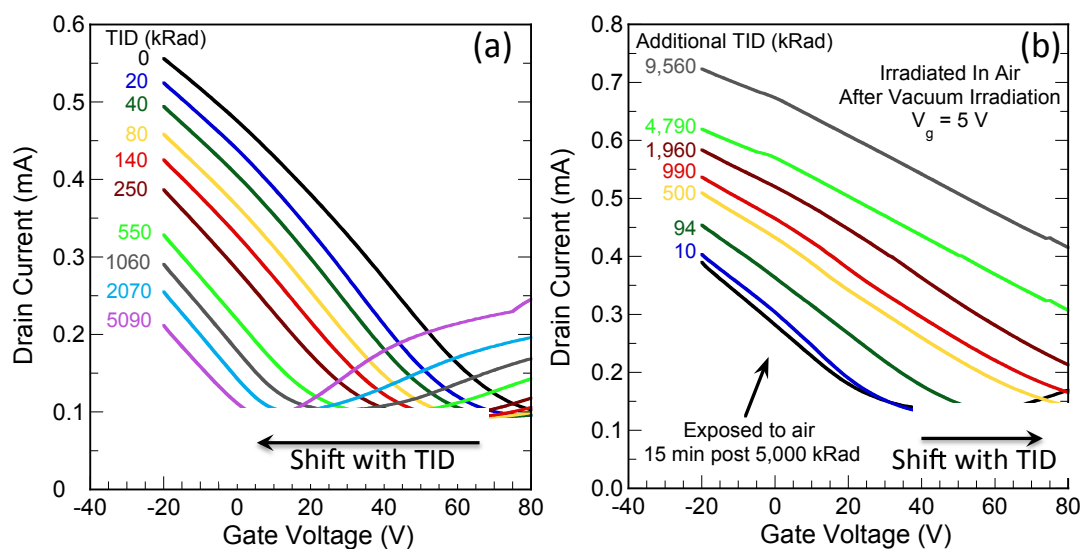 (a)
TID (kRad)
0
20
40
80
140
250
550
1060
2070
5090
Shift with TID
0.6
0.5
0.4
0.3
0.2
0.1
0
-40 -20 0 20 40 60 80
Drain Current (mA)
Gate Voltage (V)
(b)
Additional TID (kRad)
9,560
4,790
1,960
990
500
94
10
Irradiated In Air
After Vacuum Irradiation
V_g = 5 V
Exposed to air
15 min post 5,000 kRad
Shift with TID
0.8
0.7
0.6
0.5
0.4
0.3
0.2
0.1
0.0
-40 -20 0 20 40 60 80
Drain Current (mA)
Gate Voltage (V)